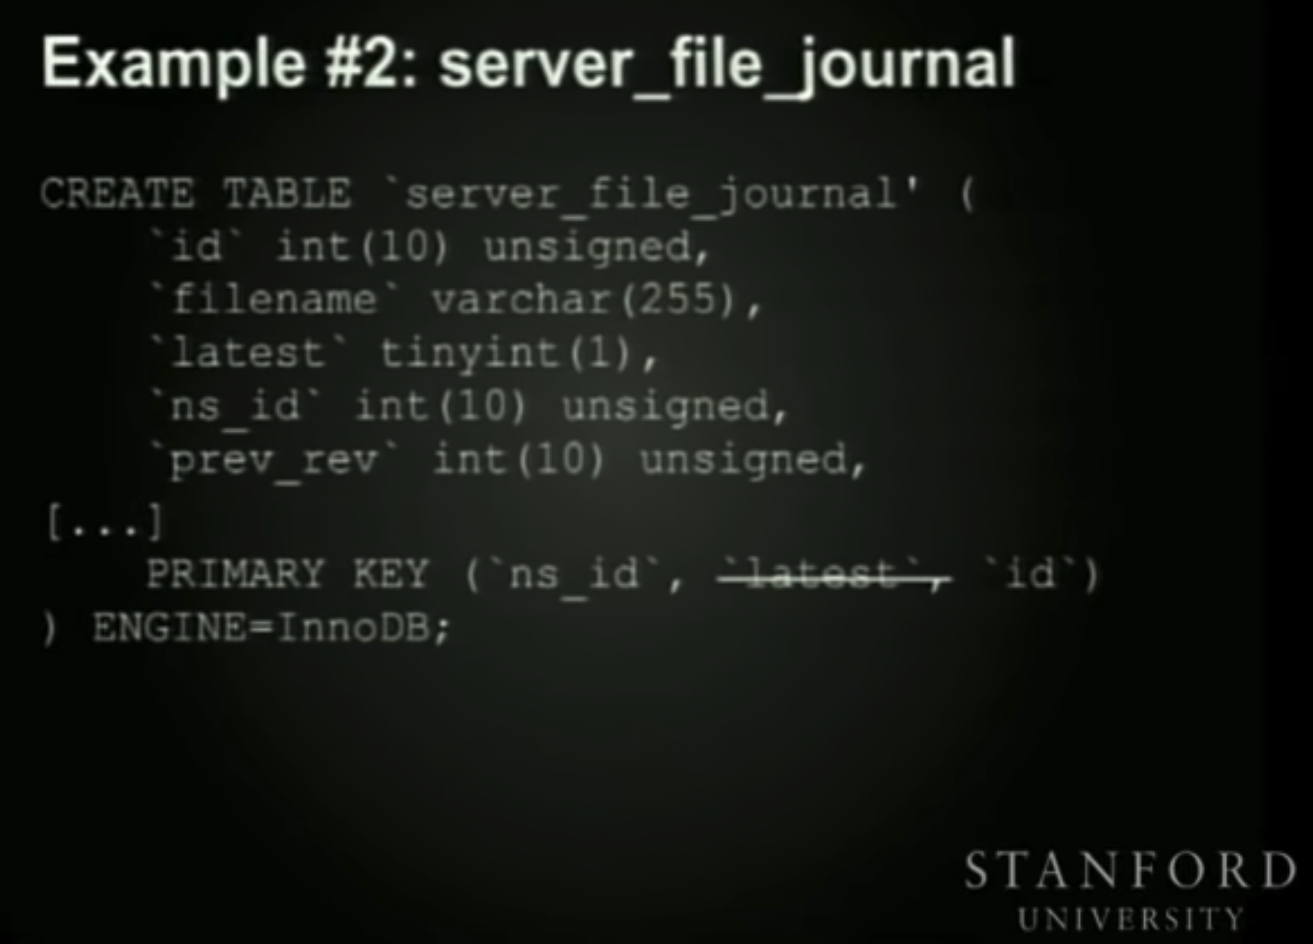 Example #2: server_file_journal
CREATE TABLE `server_file_journal' (
`id` int(10) unsigned,
`filename` varchar(255),
`latest` tinyint(1),
`ns_id` int(10) unsigned,
`prev_rev` int(10) unsigned,
[...]
PRIMARY KEY (`ns_id`, `latest`, `id`)
) ENGINE=InnoDB;
STANFORD
UNIVERSITY